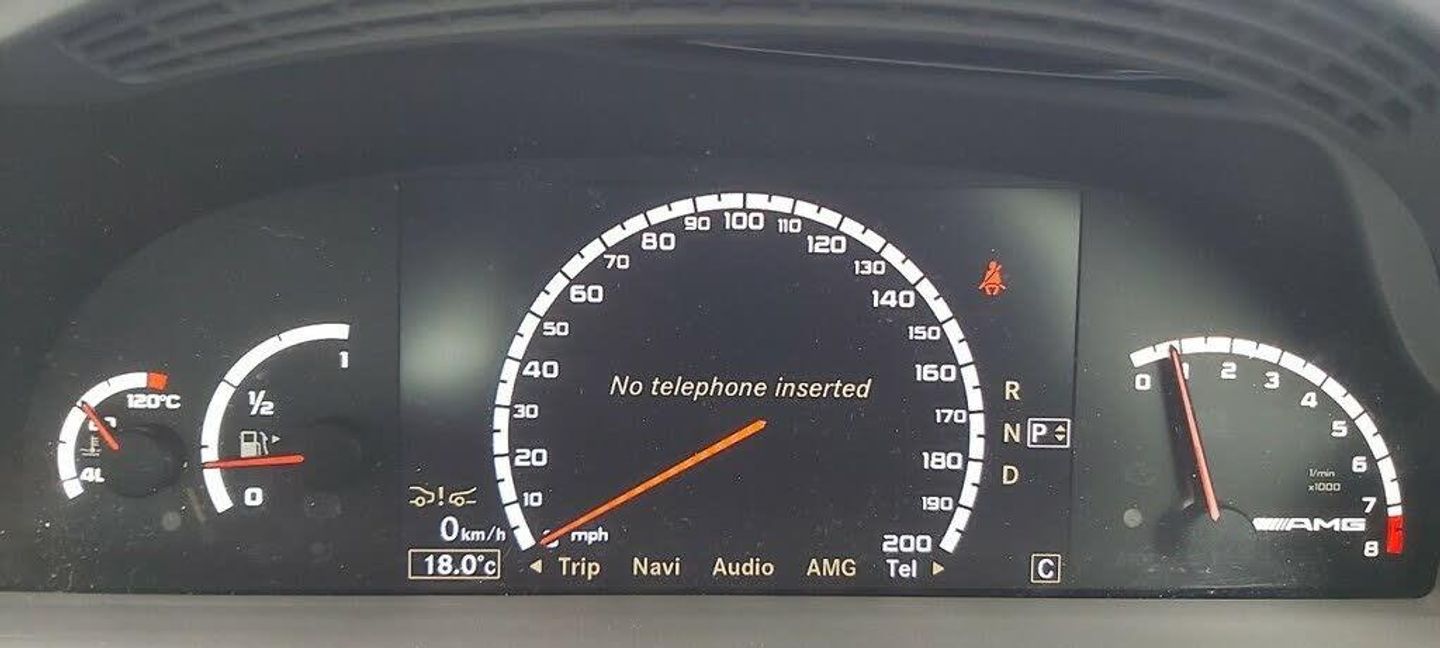 100
90
110
80
120
70
130
60
140
50
150
40
160
30
170
20
180
10
190
200
mph
No telephone inserted
R
N P
D
0 km/h
18.0°C
Trip Navi Audio AMG Tel
C
120°C
40
1
½
0
0 1 2 3 4 5 6 7 8
1/min
x1000
AMG